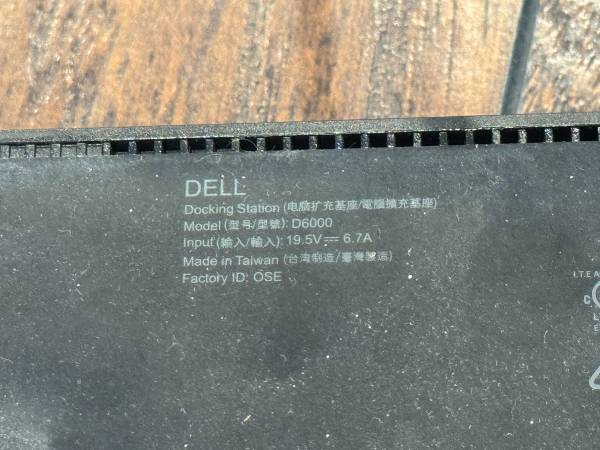 DELL
Docking Station (电脑扩充基座/電腦擴充基座)
Model (型号/型號): D6000
Input (输入/輸入): 19.5V⎓ 6.7A
Made in Taiwan (台湾制造/臺灣製造)
Factory ID: OSE
I.T.E A